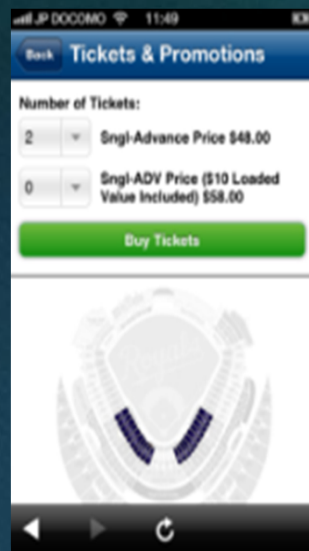 JP DOCOMO 11:49
Back Tickets & Promotions
Number of Tickets:
2 Sngl-Advance Price $48.00
0 Sngl-ADV Price ($10 Loaded
Value Included) $58.00
Buy Tickets
Royals